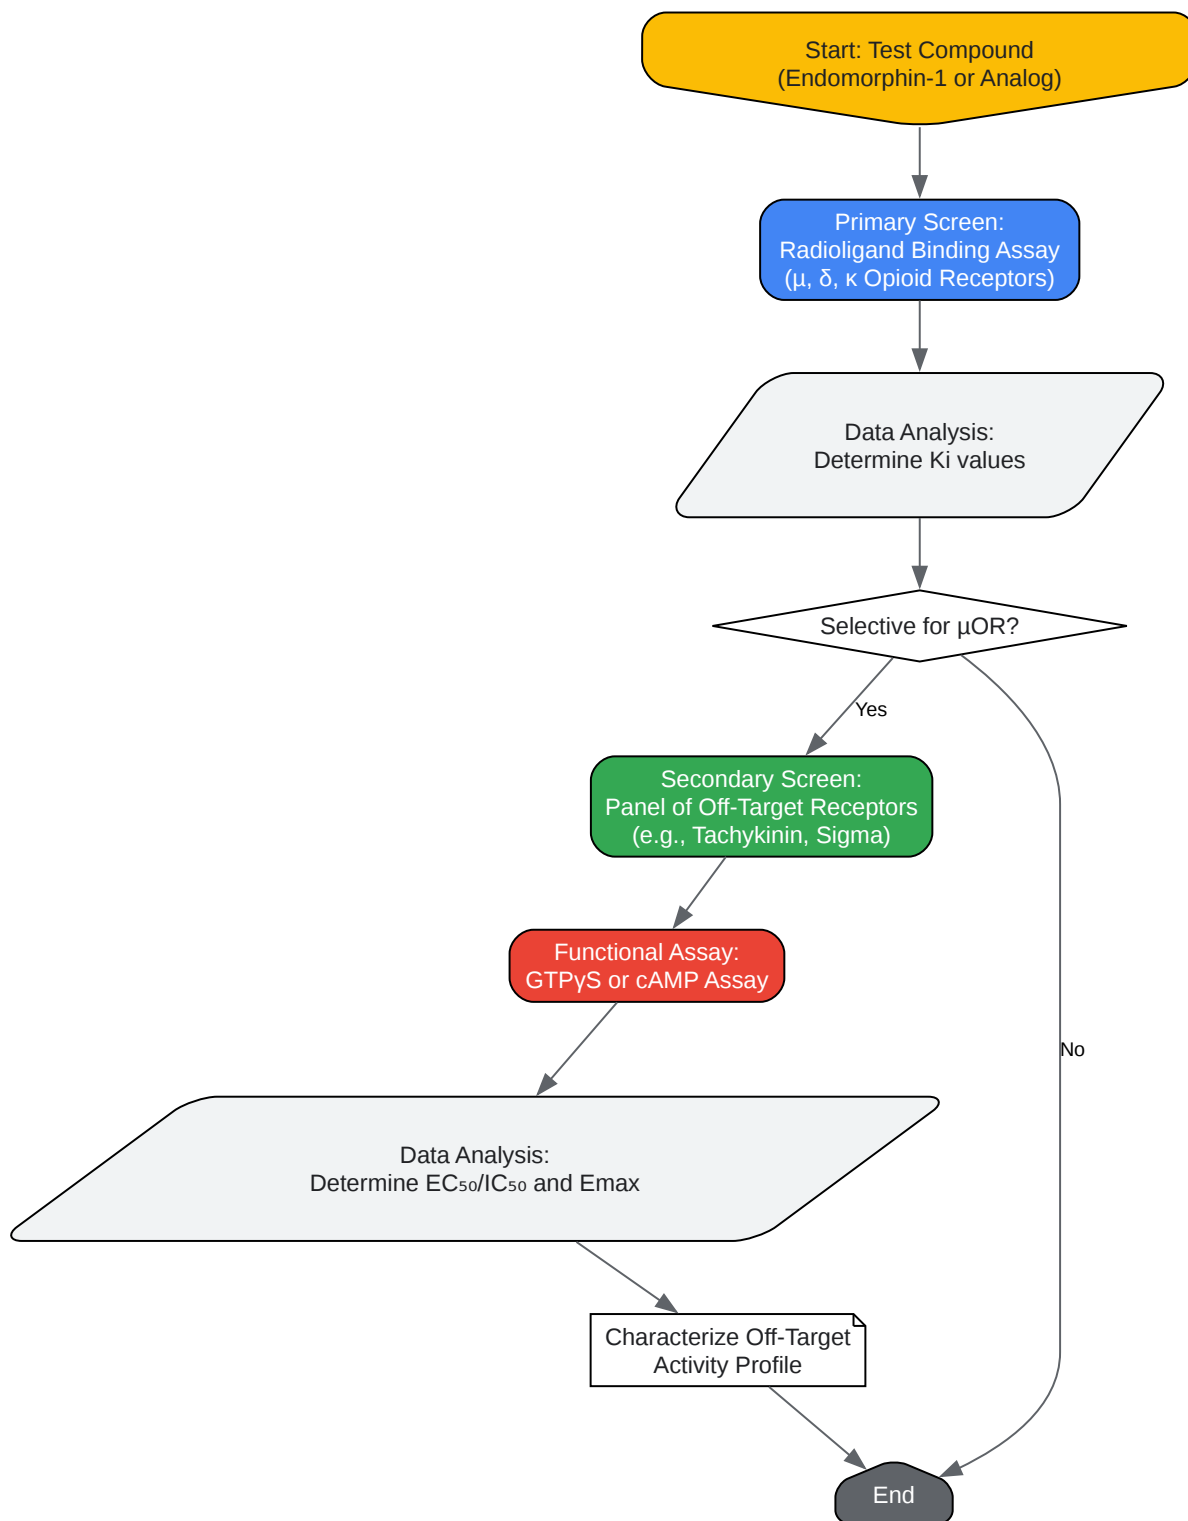 Start: Test Compound
(Endomorphin-1 or Analog)
Primary Screen:
Radioligand Binding Assay
(µ, δ, κ Opioid Receptors)
Data Analysis:
Determine Ki values
Selective for µOR?
Yes
Secondary Screen:
Panel of Off-Target Receptors
(e.g., Tachykinin, Sigma)
Functional Assay:
GTPγS or cAMP Assay
No
Data Analysis:
Determine EC₅₀/IC₅₀ and Emax
Characterize Off-Target
Activity Profile
End